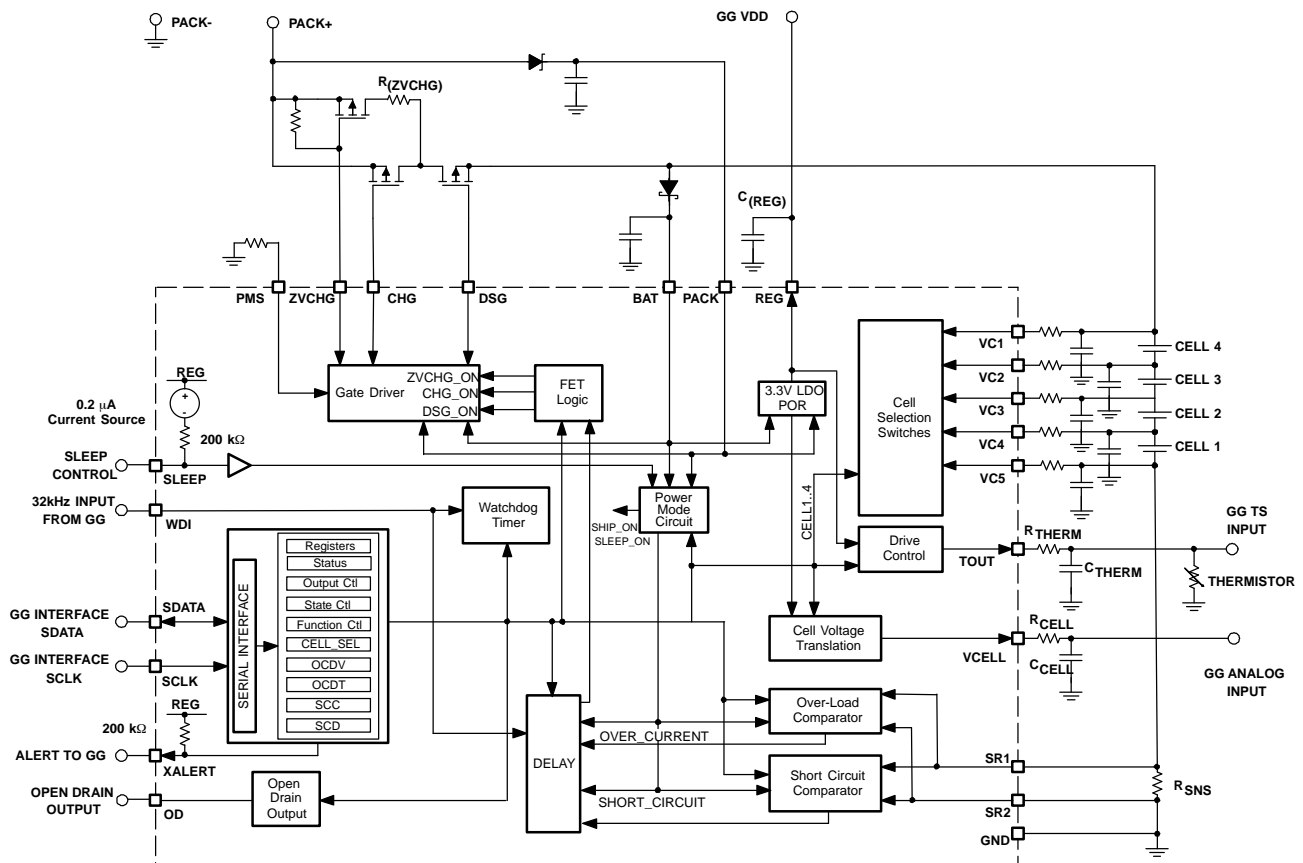 PACK-
PACK+
GG VDD
R(ZVCHG)
C(REG)
PMS
ZVCHG
CHG
DSG
BAT
PACK
REG
VC1
CELL 4
VC2
CELL 3
VC3
CELL 2
VC4
CELL 1
VC5
Cell
Selection
Switches
REG
+
-
0.2 μA
Current Source
200 kΩ
Gate Driver
ZVCHG_ON
CHG_ON
DSG_ON
FET
Logic
3.3V LDO
POR
SLEEP
CONTROL
SLEEP
32kHz INPUT
FROM GG
WDI
Watchdog
Timer
Power
Mode
Circuit
SHIP_ON
SLEEP_ON
CELL1..4
Drive
Control
TOUT
RTHERM
CTHERM
GG TS
INPUT
THERMISTOR
SERIAL INTERFACE
Registers
Status
Output Ctl
State Ctl
Function Ctl
CELL_SEL
OCDV
OCDT
SCC
SCD
GG INTERFACE
SDATA
SDATA
GG INTERFACE
SCLK
SCLK
Cell Voltage
Translation
VCELL
RCELL
CCELL
GG ANALOG
INPUT
REG
200 kΩ
ALERT TO GG
XALERT
OPEN DRAIN
OUTPUT
OD
Open
Drain
Output
DELAY
OVER_CURRENT
SHORT_CIRCUIT
Over-Load
Comparator
Short Circuit
Comparator
SR1
SR2
RSNS
GND